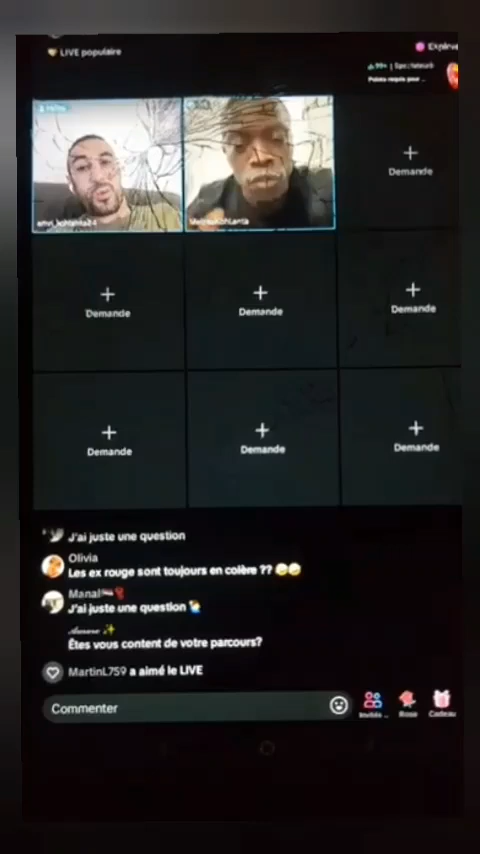 LIVE populaire
Demande
Demande
Demande
Demande
Demande
Demande
Demande
J'ai juste une question
Olivia
Les ex rouge sont toujours en colère ?? 🤣🤣
Manal
J'ai juste une question
Êtes vous content de votre parcours?
MartinL759 a aimé le LIVE
Commenter
Invités ...
Rose
Cadeau